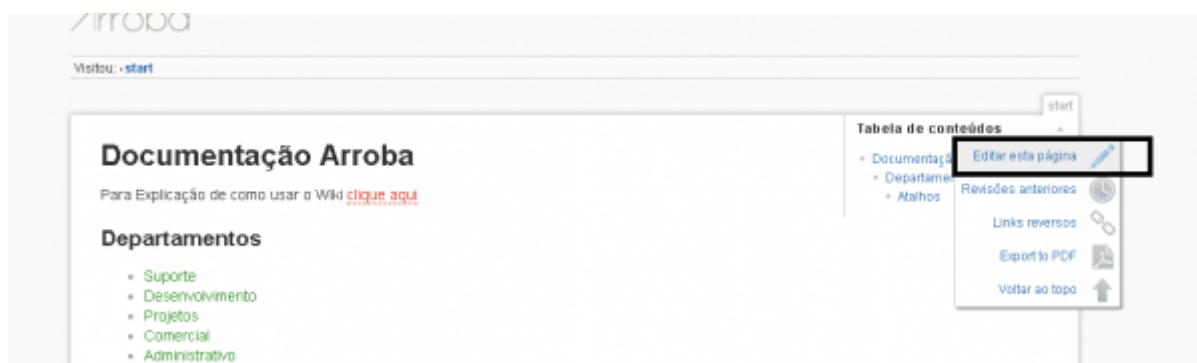 Arroba
Visitou: • start
start
Documentação Arroba
Para Explicação de como usar o Wiki clique aqui
Departamentos
Suporte
Desenvolvimento
Projetos
Comercial
Administrativo
Tabela de conteúdos
Atalhos
Editar esta página
Revisões anteriores
Links reversos
Export to PDF
Voltar ao topo